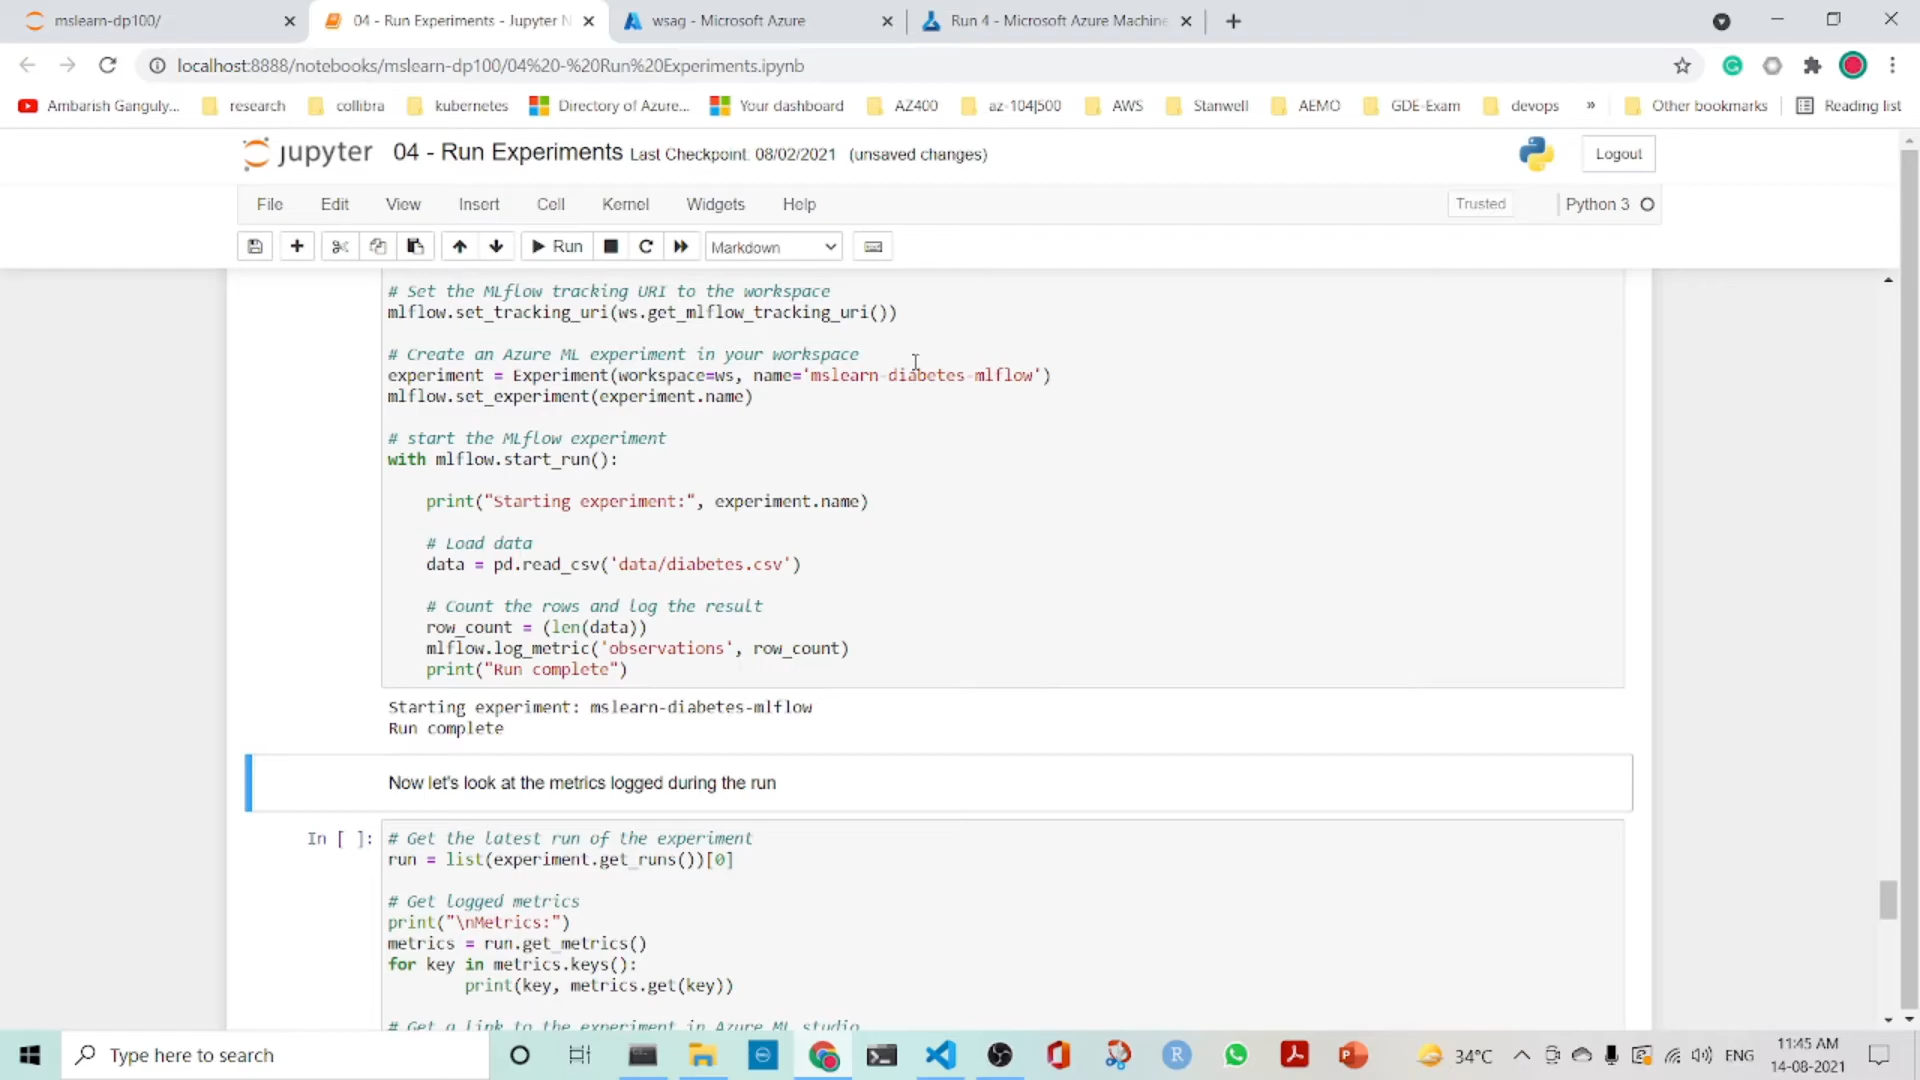 mslearn-dp100/
04 - Run Experiments - Jupyter N
wsag - Microsoft Azure
Run 4 - Microsoft Azure Machine
localhost:8888/notebooks/mslearn-dp100/04%20-%20Run%20Experiments.ipynb
Ambarish Ganguly...
research
collibra
kubernetes
Directory of Azure...
Your dashboard
AZ400
az-104|500
AWS
Stanwell
AEMO
GDE-Exam
devops
»
Other bookmarks
Reading list
jupyter 04 - Run Experiments Last Checkpoint: 08/02/2021 (unsaved changes)
Logout
File Edit View Insert Cell Kernel Widgets Help
Trusted
Python 3
Run
Markdown
# Set the MLflow tracking URI to the workspace
mlflow.set_tracking_uri(ws.get_mlflow_tracking_uri())
# Create an Azure ML experiment in your workspace
experiment = Experiment(workspace=ws, name='mslearn-diabetes-mlflow')
mlflow.set_experiment(experiment.name)
# start the MLflow experiment
with mlflow.start_run():
print("Starting experiment:", experiment.name)
# Load data
data = pd.read_csv('data/diabetes.csv')
# Count the rows and log the result
row_count = (len(data))
mlflow.log_metric('observations', row_count)
print("Run complete")
Starting experiment: mslearn-diabetes-mlflow
Run complete
Now let's look at the metrics logged during the run
In [ ]:
# Get the latest run of the experiment
run = list(experiment.get_runs())[0]
# Get logged metrics
print("\nMetrics:")
metrics = run.get_metrics()
for key in metrics.keys():
print(key, metrics.get(key))
# Get a link to the experiment in Azure ML studio
Type here to search
34°C
ENG
11:45 AM
14-08-2021